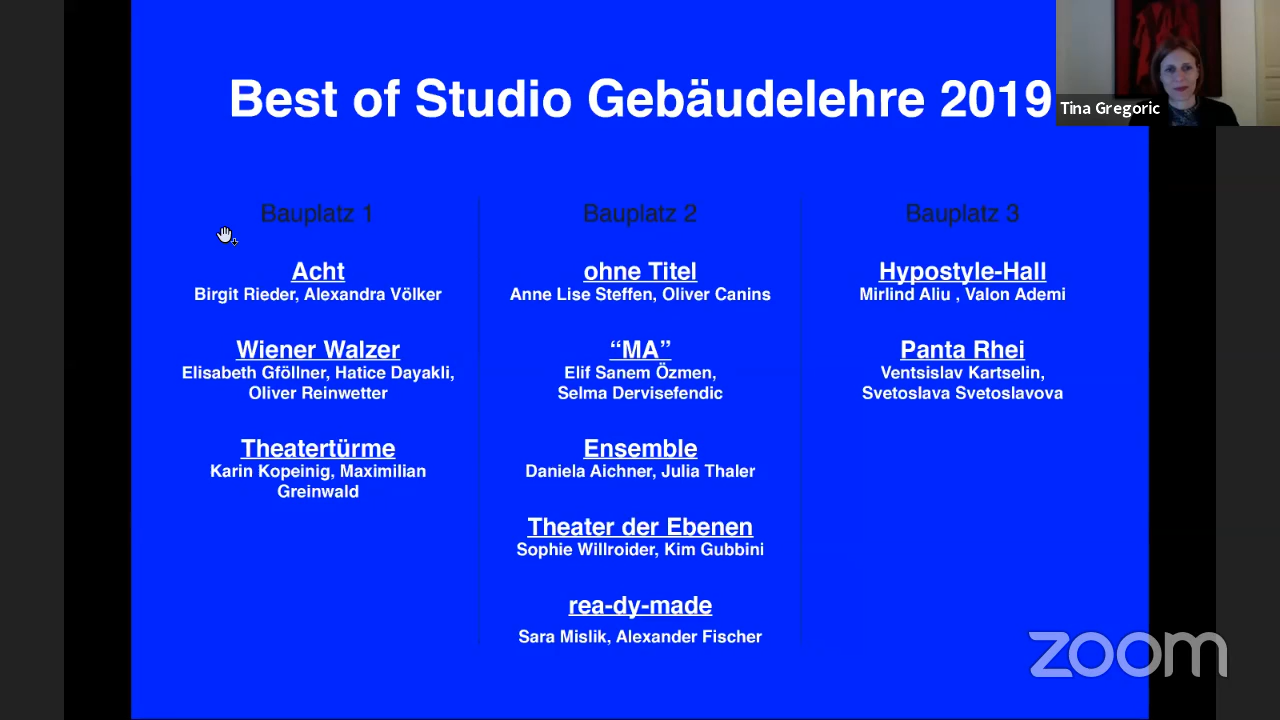 Best of Studio Gebäudelehre 2019
Tina Gregoric
Bauplatz 1
Acht
Birgit Rieder, Alexandra Völker
Wiener Walzer
Elisabeth Gföllner, Hatice Dayakli,
Oliver Reinwetter
Theatertürme
Karin Kopeinig, Maximilian
Greinwald
Bauplatz 2
ohne Titel
Anne Lise Steffen, Oliver Canins
“MA”
Elif Sanem Özmen,
Selma Dervisefendic
Ensemble
Daniela Aichner, Julia Thaler
Theater der Ebenen
Sophie Willroider, Kim Gubbini
rea-dy-made
Sara Mislik, Alexander Fischer
Bauplatz 3
Hypostyle-Hall
Mirlind Aliu , Valon Ademi
Panta Rhei
Ventsislav Kartselin,
Svetoslava Svetoslavova
zoom